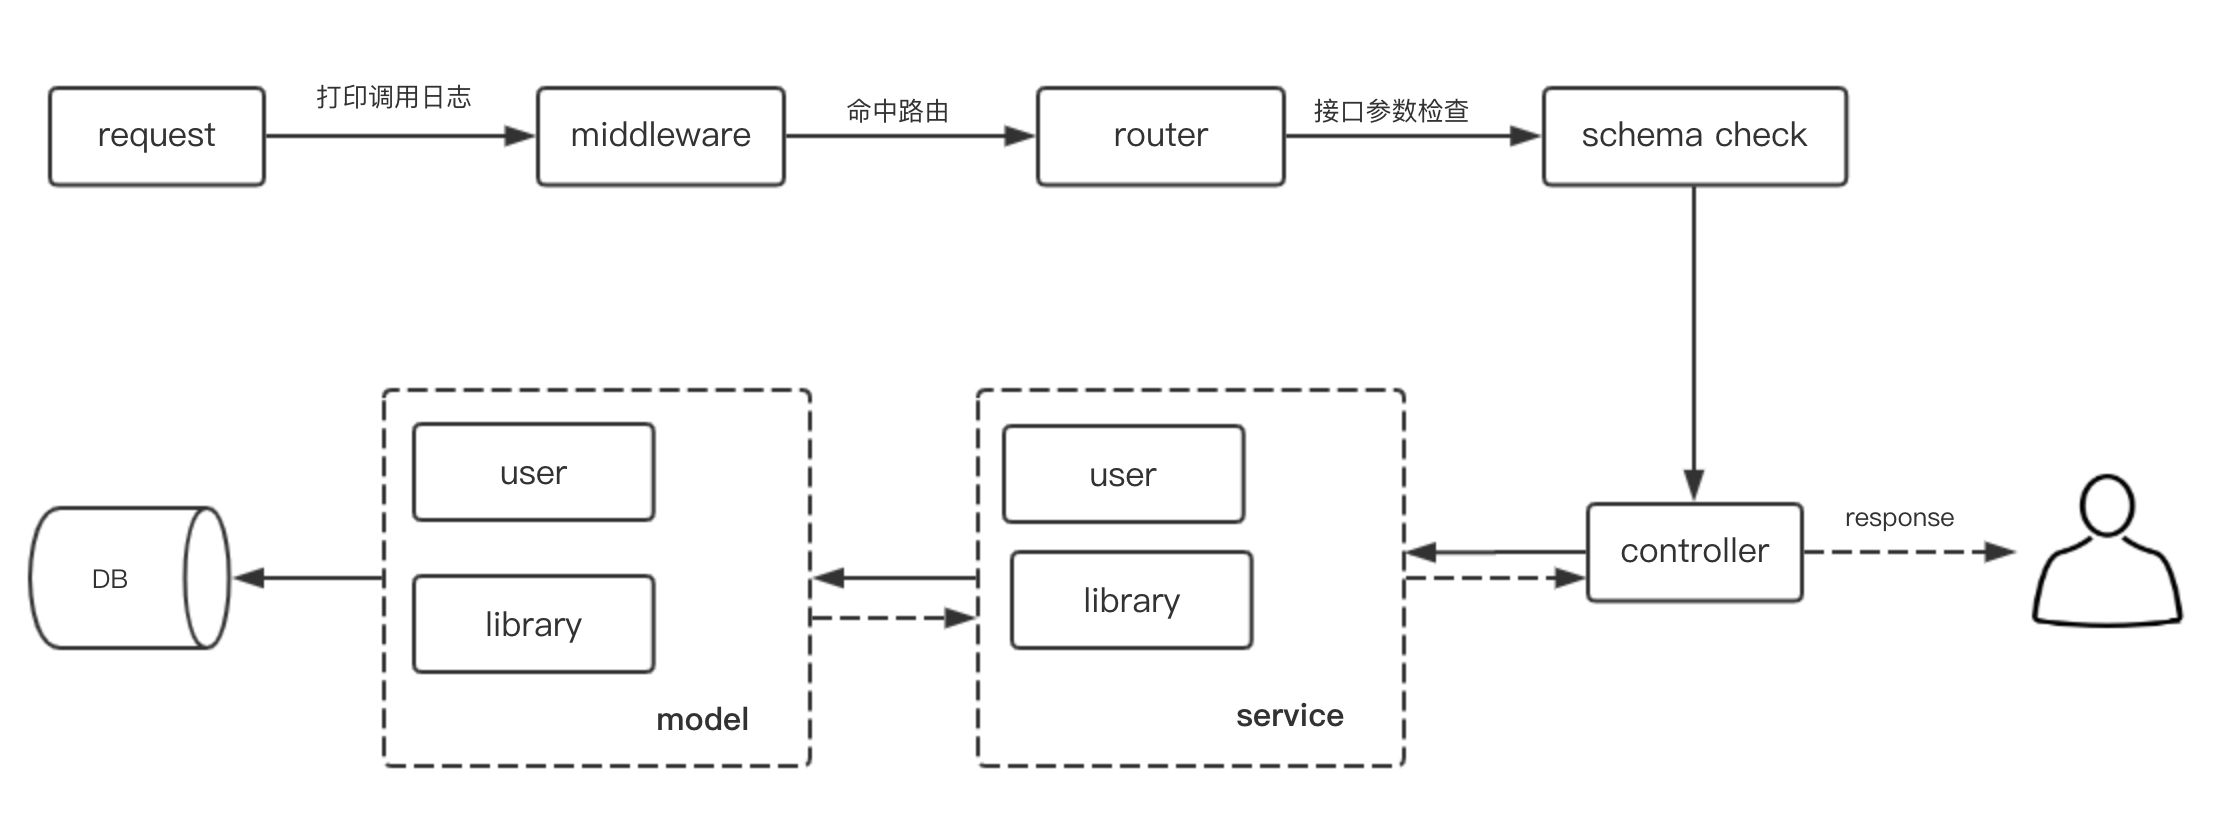 打印调用日志
命中路由
接口参数检查
request
middleware
router
schema check
user
user
response
controller
DB
library
library
model
service